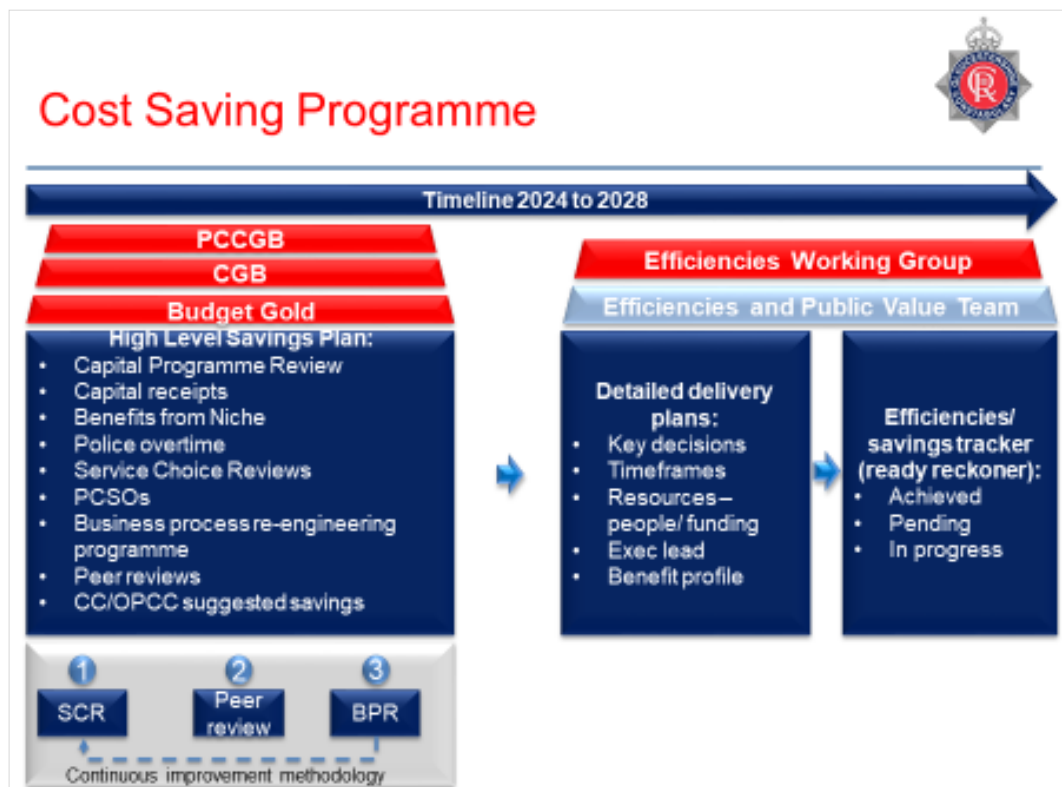 GLOUCESTERSHIRE
CONSTABULARY
CR
Cost Saving Programme
Timeline 2024 to 2028
PCCGB
CGB
Budget Gold
High Level Savings Plan:
• Capital Programme Review
• Capital receipts
• Benefits from Niche
• Police overtime
• Service Choice Reviews
• PCSOs
• Business process re-engineering
programme
• Peer reviews
• CC/OPCC suggested savings
1
SCR
2
Peer
review
3
BPR
Continuous improvement methodology
Efficiencies Working Group
Efficiencies and Public Value Team
Detailed delivery
plans:
• Key decisions
• Timeframes
• Resources –
people/ funding
• Exec lead
• Benefit profile
Efficiencies/
savings tracker
(ready reckoner):
• Achieved
• Pending
• In progress